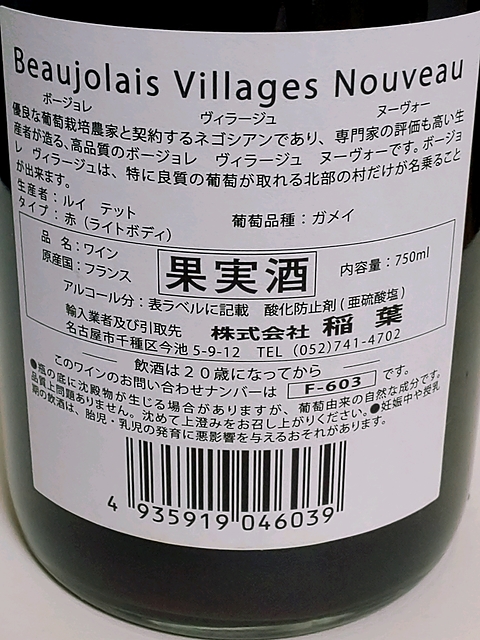 Beaujolais Villages Nouveau
ボージョレ ヴィラージュ ヌーヴォー
優良な葡萄栽培農家と契約するネゴシアンであり、専門家の評価も高い生
産者が造る、高品質のボージョレ ヴィラージュ ヌーヴォーです。ボージョ
レ ヴィラージュは、特に良質の葡萄が取れる北部の村だけが名乗ること
が出来ます。
生産者：ルイ テット
タイプ：赤（ライトボディ） 葡萄品種：ガメイ
品 名：ワイン
原産国：フランス
果実酒
内容量：750ml
アルコール分：表ラベルに記載 酸化防止剤(亜硫酸塩)
輸入業者及び引取先 株式会社 稲葉
名古屋市千種区今池 5-9-12 TEL (052)741-4702
飲酒は２０歳になってから
このワインのお問い合わせナンバーは F-603 です。
●瓶の底に沈殿物が生じる場合がありますが、葡萄由来の自然な成分です。
品質上問題ありません。沈めて上澄みをお召し上がりください。●妊娠中や授乳
期の飲酒は、胎児・乳児の発育に悪影響を与えるおそれがあります。
4 935919 046039